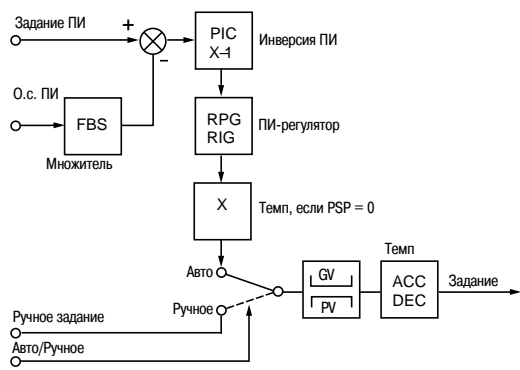 Задание ПИ
+
–
PIC
X-1
Инверсия ПИ
О.с. ПИ
FBS
Множитель
RPG
RIG
ПИ-регулятор
X
Темп, если PSP = 0
Авто
Ручное
GV
PV
Темп
ACC
DEC
Задание
Ручное задание
Авто/Ручное